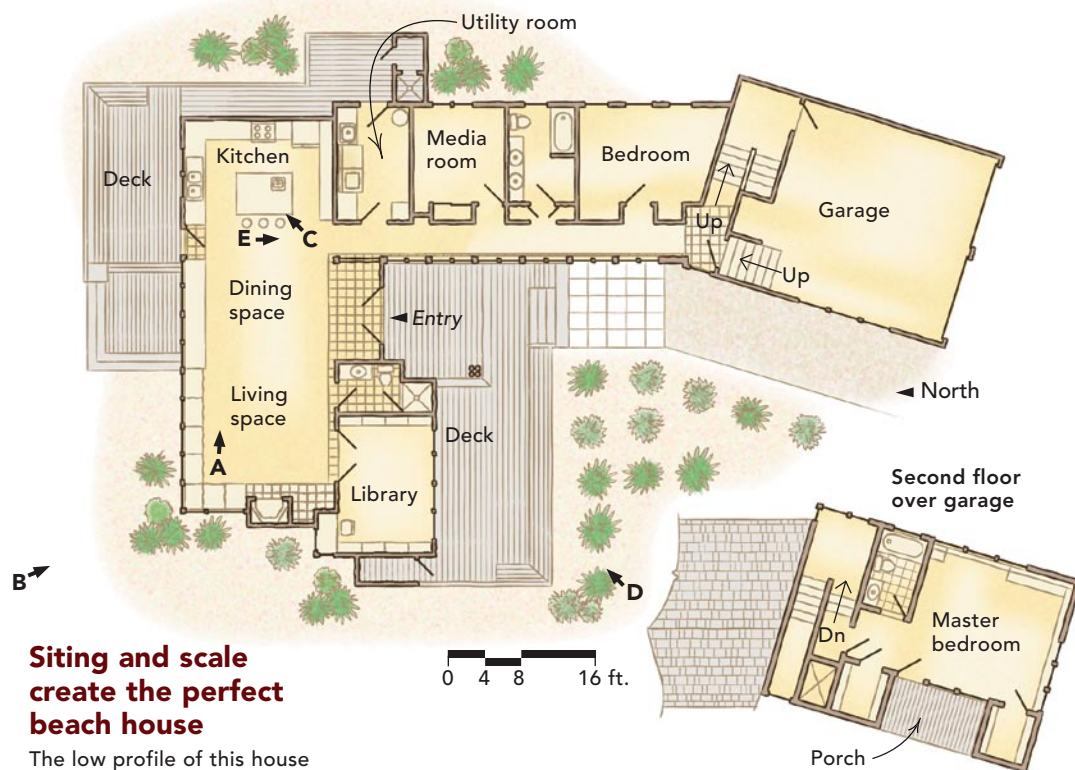 Utility room
Kitchen
Media
room
Bedroom
Deck
Garage
Up
E
C
Up
Dining
space
Entry
Living
space
North
A
Deck
Library
Second floor
over garage
B
D
Dn
Master
bedroom
Siting and scale
create the perfect
beach house
0 4 8 16 ft.
The low profile of this house
Porch